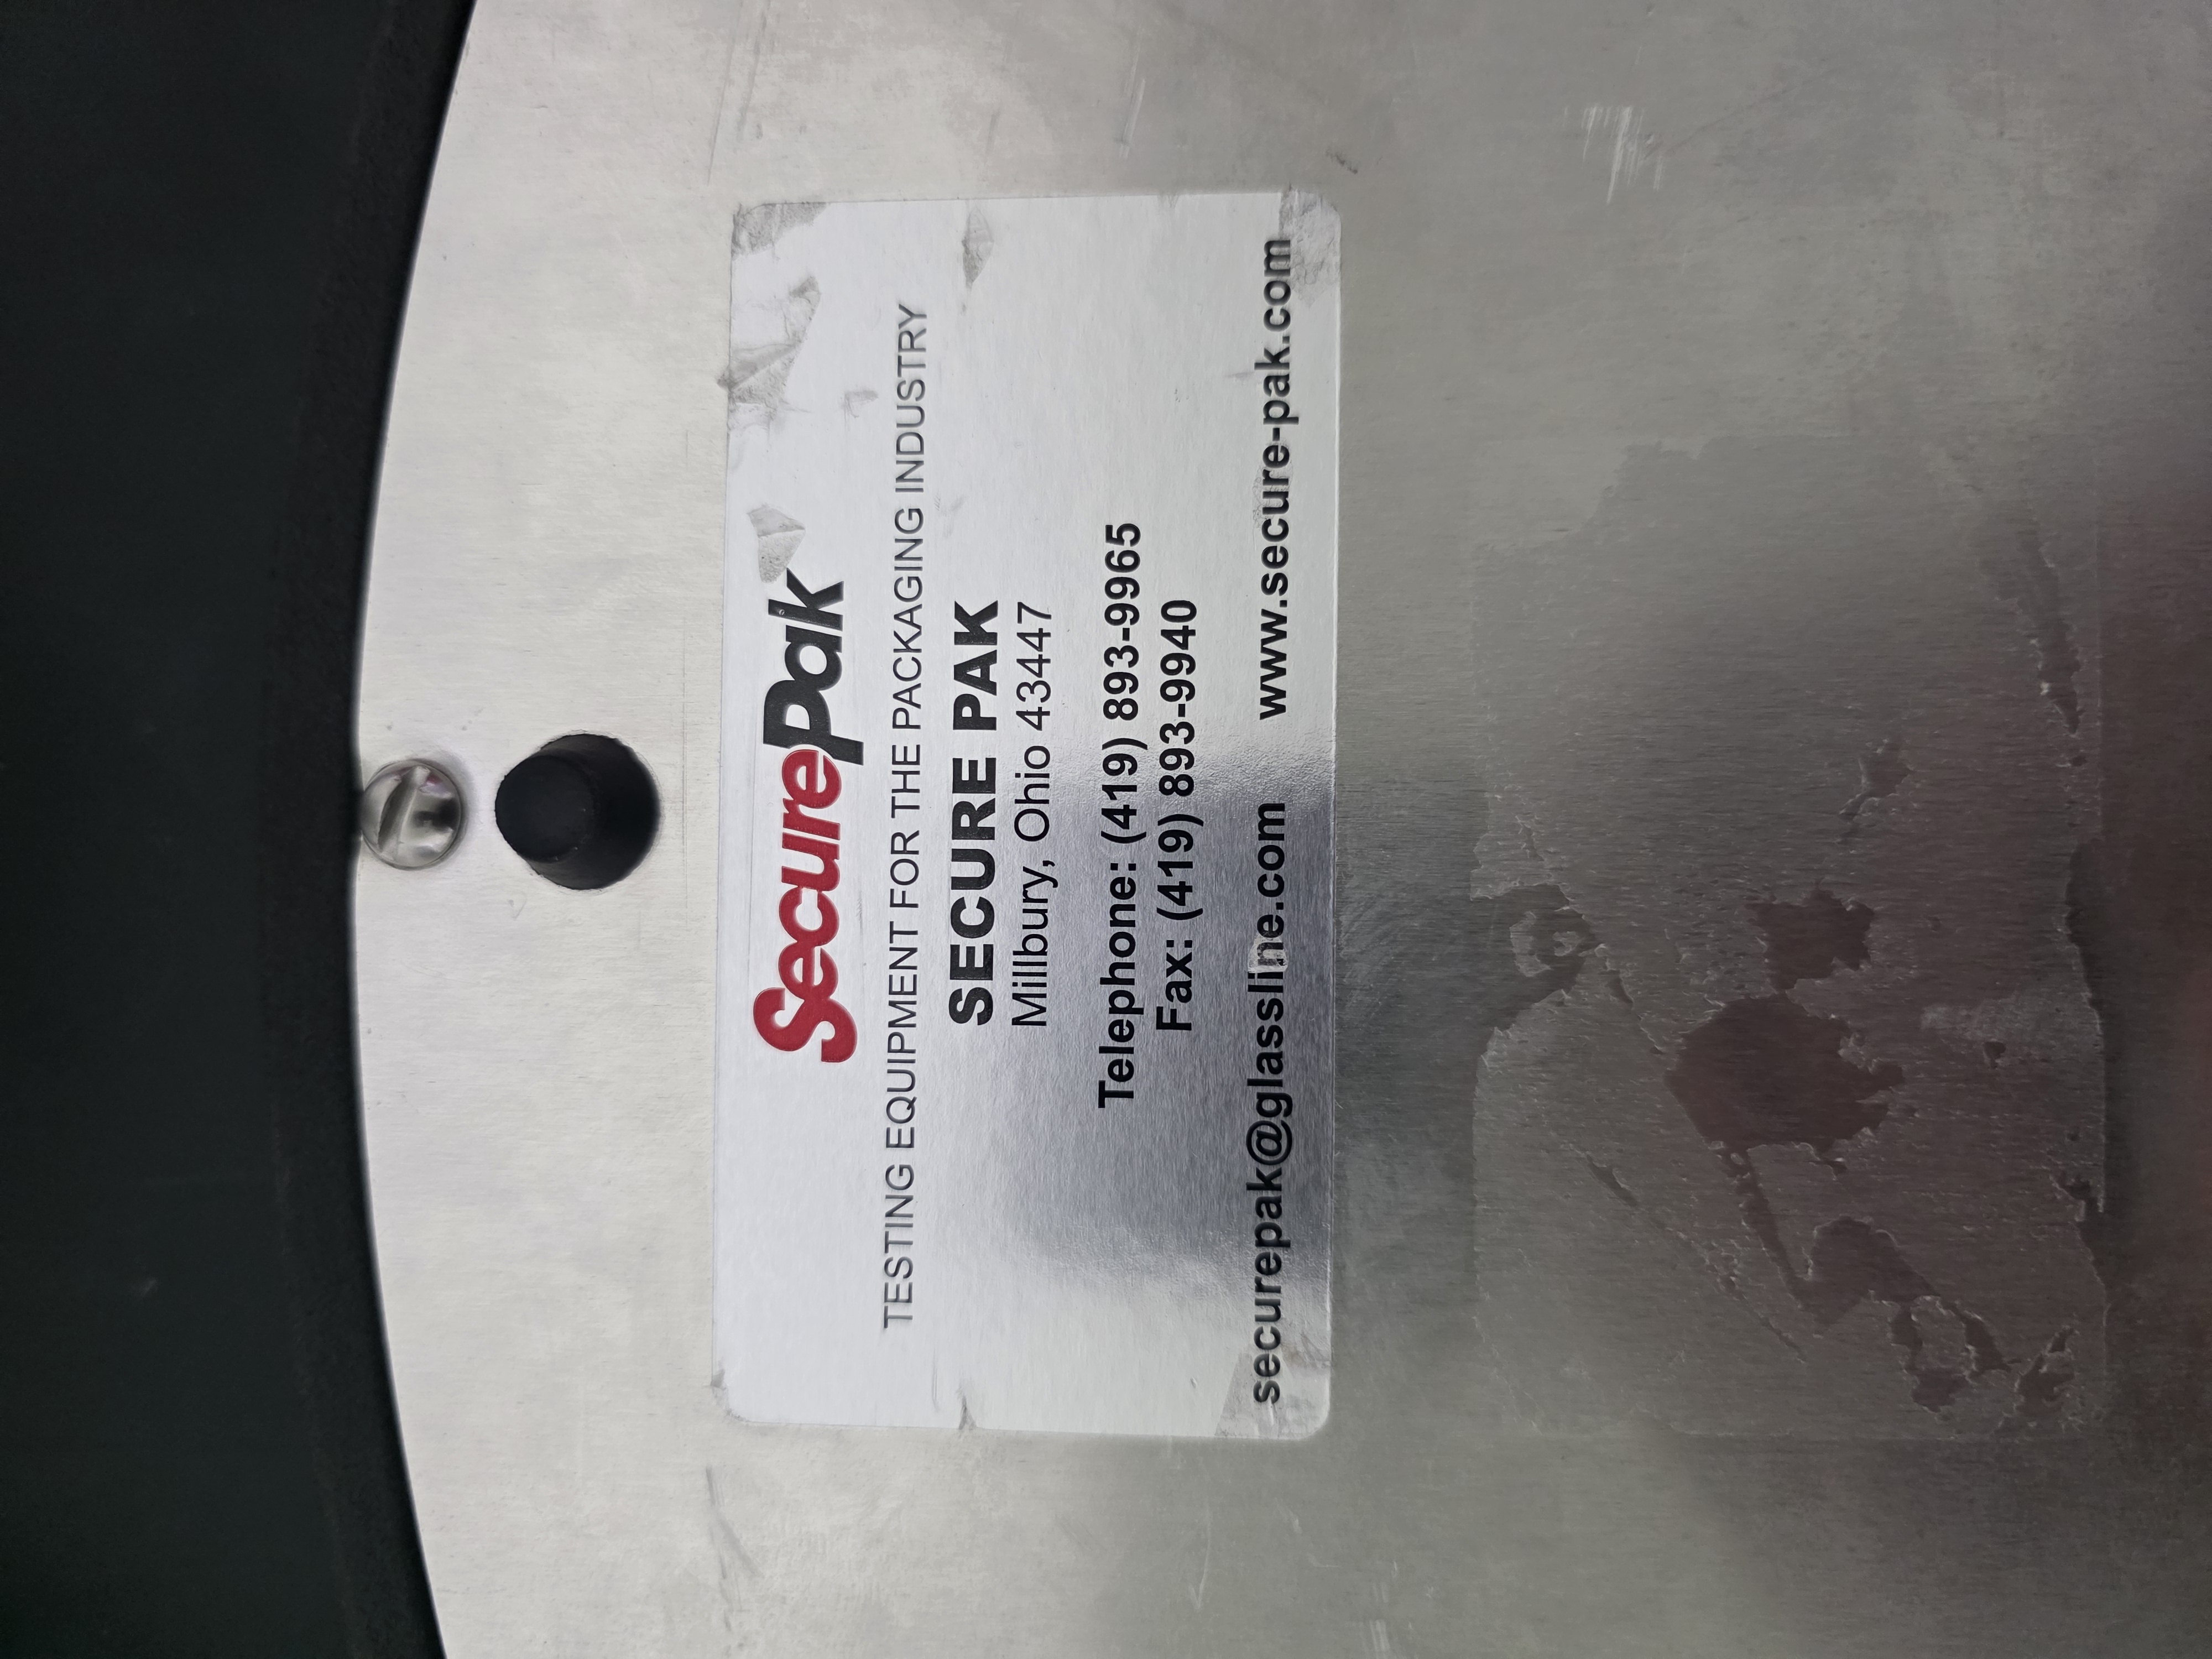 SecurePak
TESTING EQUIPMENT FOR THE PACKAGING INDUSTRY
SECURE PAK
Millbury, Ohio 43447
Telephone: (419) 893-9965
Fax: (419) 893-9940
securepak@glassline.com www.secure-pak.com